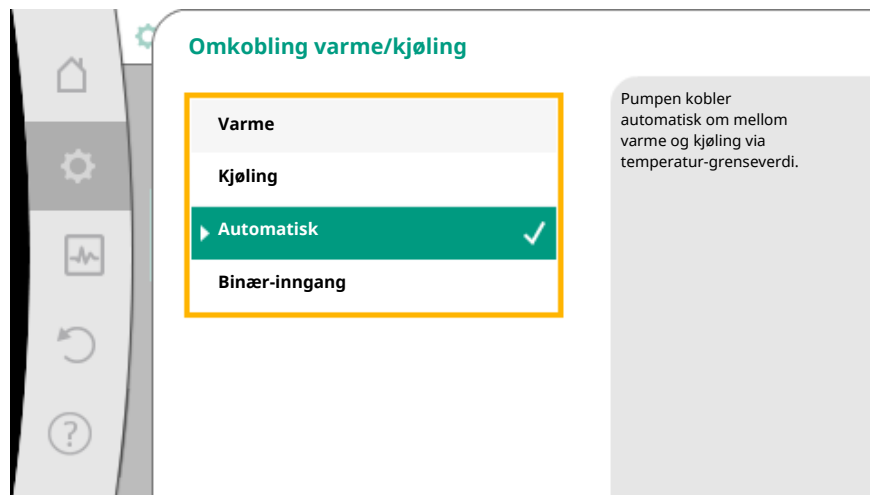 Omkobling varme/kjøling
Varme
Kjøling
Automatisk
Binær-inngang
Pumpen kobler
automatisk om mellom
varme og kjøling via
temperatur-grenseverdi.
?